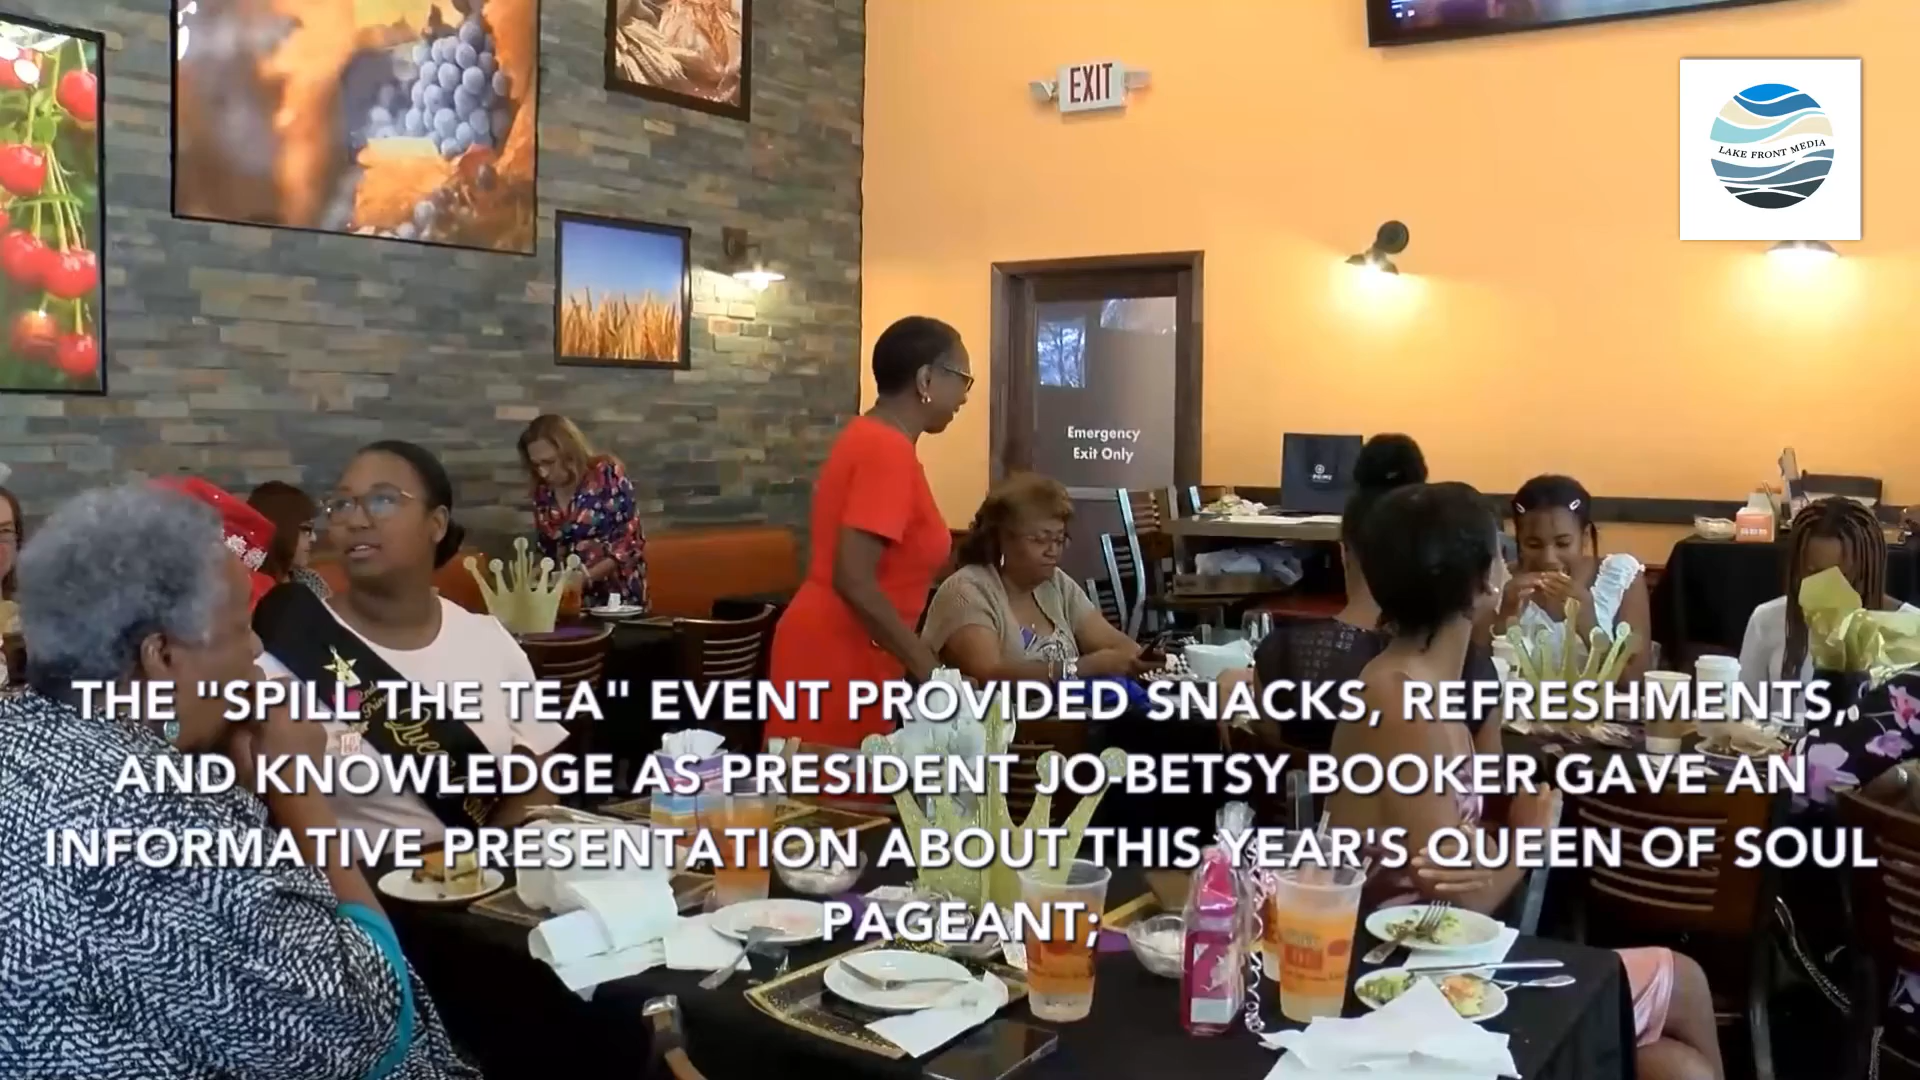 EXIT
LAKE FRONT MEDIA
Emergency
Exit Only
THE "SPILL THE TEA" EVENT PROVIDED SNACKS, REFRESHMENTS,
AND KNOWLEDGE AS PRESIDENT JO-BETSY BOOKER GAVE AN
INFORMATIVE PRESENTATION ABOUT THIS YEAR'S QUEEN OF SOUL
PAGEANT;